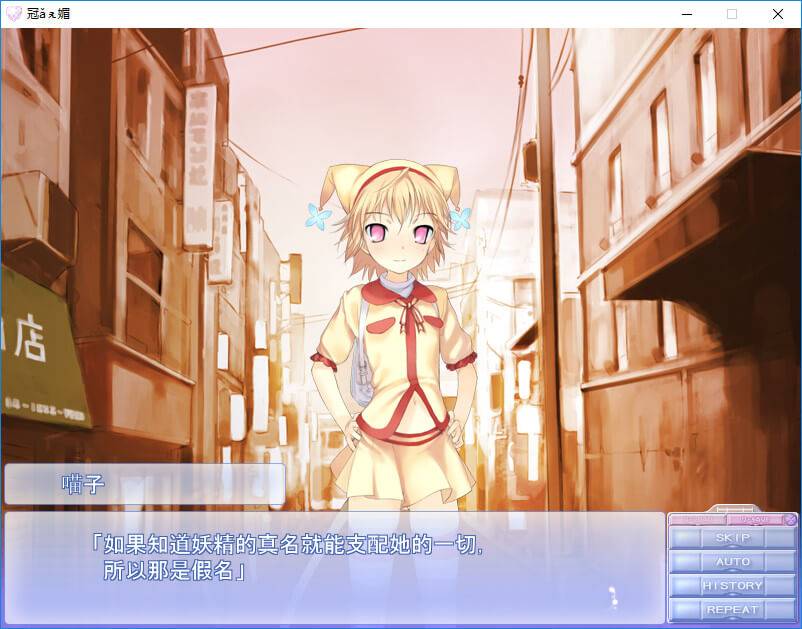 冠ǎぇ媚
店
喵子
「如果知道妖精的真名就能支配她的一切,
所以那是假名」
SKIP
AUTO
HISTORY
REPEAT